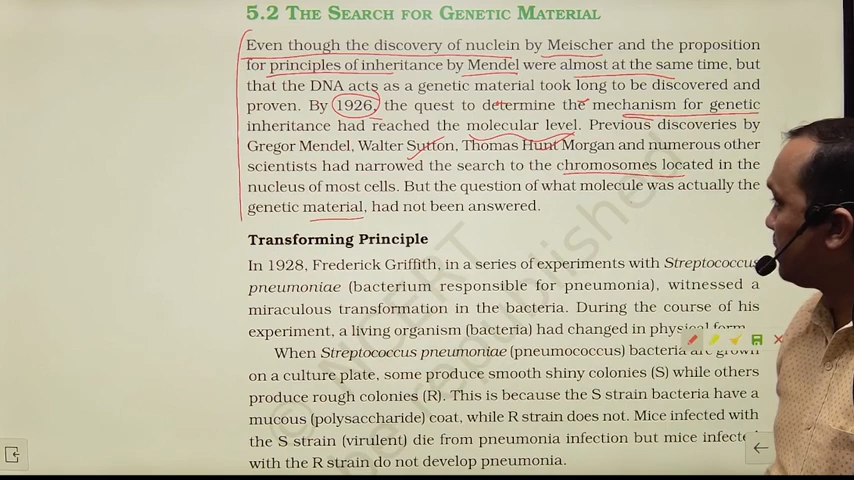 5.2 THE SEARCH FOR GENETIC MATERIAL
Even though the discovery of nuclein by Meischer and the proposition
for principles of inheritance by Mendel were almost at the same time, but
that the DNA acts as a genetic material took long to be discovered and
proven. By 1926, the quest to determine the mechanism for genetic
inheritance had reached the molecular level. Previous discoveries by
Gregor Mendel, Walter Sutton, Thomas Hunt Morgan and numerous other
scientists had narrowed the search to the chromosomes located in the
nucleus of most cells. But the question of what molecule was actually the
genetic material, had not been answered.
Transforming Principle
In 1928, Frederick Griffith, in a series of experiments with Streptococcus
pneumoniae (bacterium responsible for pneumonia), witnessed a
miraculous transformation in the bacteria. During the course of his
experiment, a living organism (bacteria) had changed in physical form.
When Streptococcus pneumoniae (pneumococcus) bacteria are grown
on a culture plate, some produce smooth shiny colonies (S) while others
produce rough colonies (R). This is because the S strain bacteria have a
mucous (polysaccharide) coat, while R strain does not. Mice infected with
the S strain (virulent) die from pneumonia infection but mice infected
with the R strain do not develop pneumonia.
© NCERT
be republished